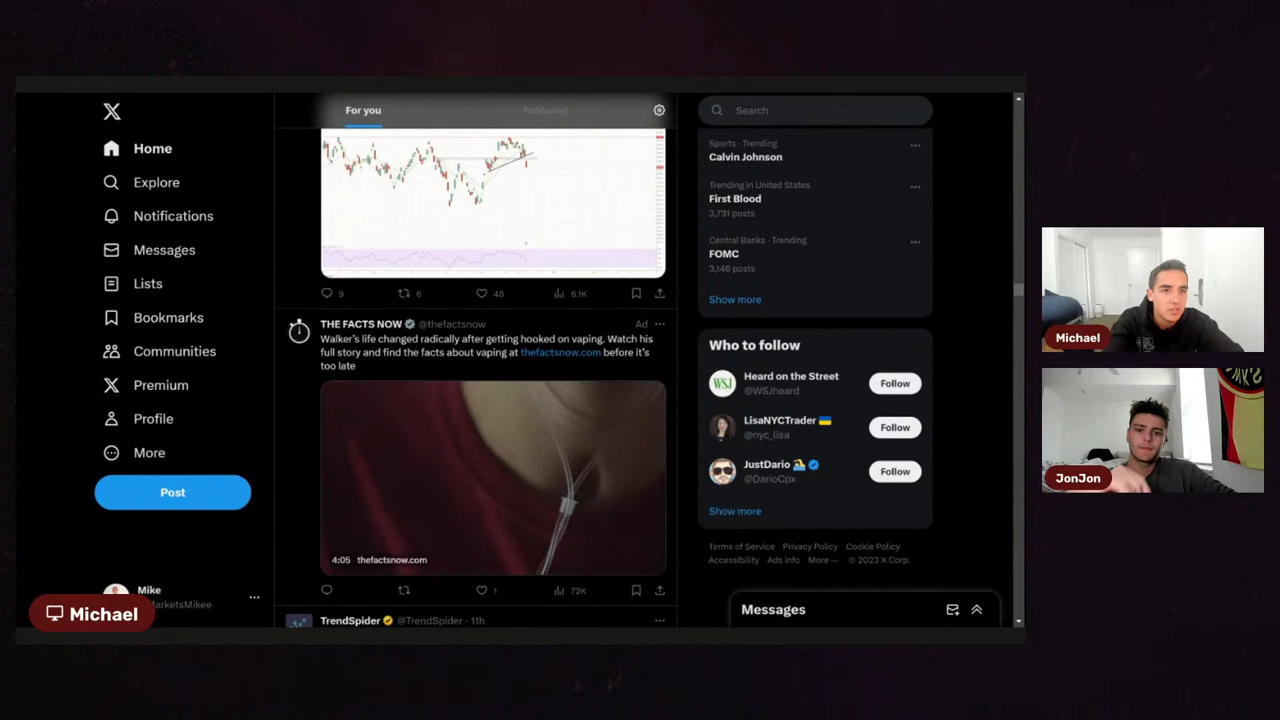 For you
Following
Search
Home
Explore
Notifications
Messages
Lists
Bookmarks
Communities
Premium
Profile
More
Post
Mike
arketsMikee
Michael
9
6
48
6.1K
THE FACTS NOW @thefactsnow
Ad
Walker's life changed radically after getting hooked on vaping. Watch his
full story and find the facts about vaping at thefactsnow.com before it's
too late
4:05 thefactsnow.com
1
72K
TrendSpider @TrendSpider · 11h
Sports · Trending
Calvin Johnson
Trending in United States
First Blood
3,731 posts
Central Banks · Trending
FOMC
3,146 posts
Show more
Who to follow
WSJ
Heard on the Street
@WSJheard
Follow
LisaNYCTrader
@nyc_lisa
Follow
JustDario
@DarioCpx
Follow
Show more
Terms of Service Privacy Policy Cookie Policy
Accessibility Ads info More ··· © 2023 X Corp.
Messages
Michael
JonJon